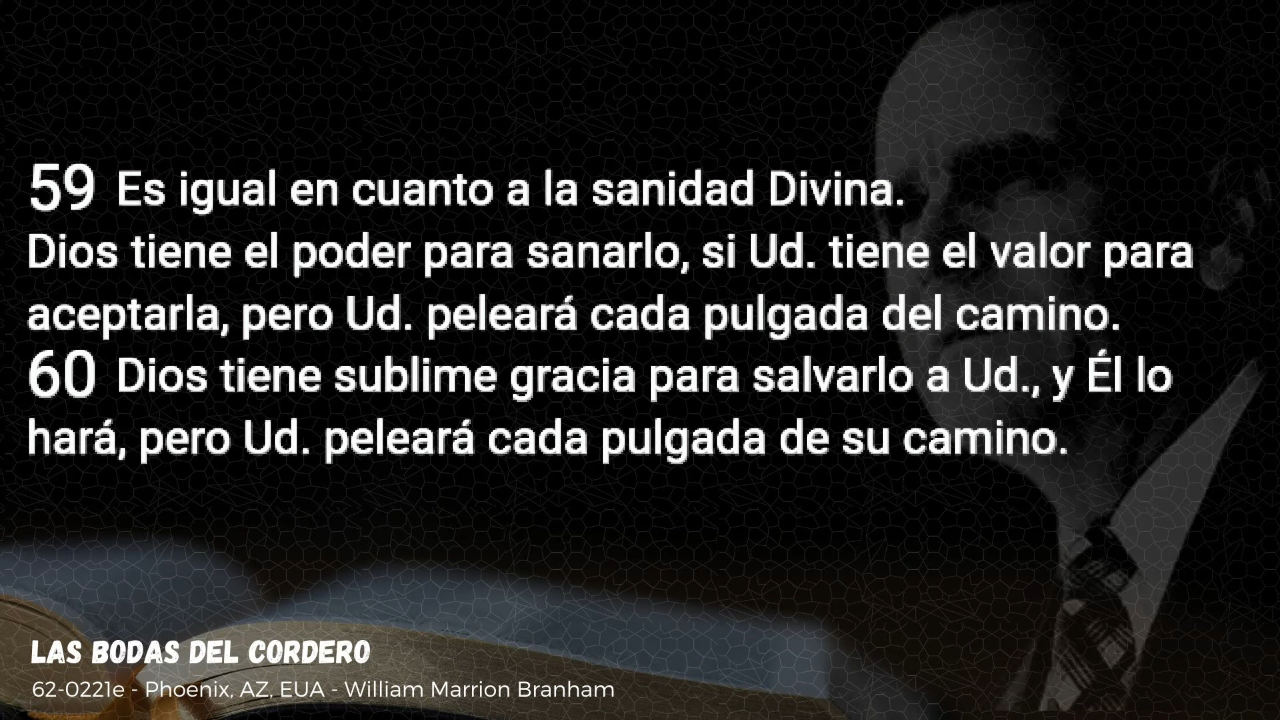 59 Es igual en cuanto a la sanidad Divina.
Dios tiene el poder para sanarlo, si Ud. tiene el valor para
aceptarla, pero Ud. peleará cada pulgada del camino.
60 Dios tiene sublime gracia para salvarlo a Ud., y Él lo
hará, pero Ud. peleará cada pulgada de su camino.
LAS BODAS DEL CORDERO
62-0221e - Phoenix, AZ, EUA - William Marrion Branham